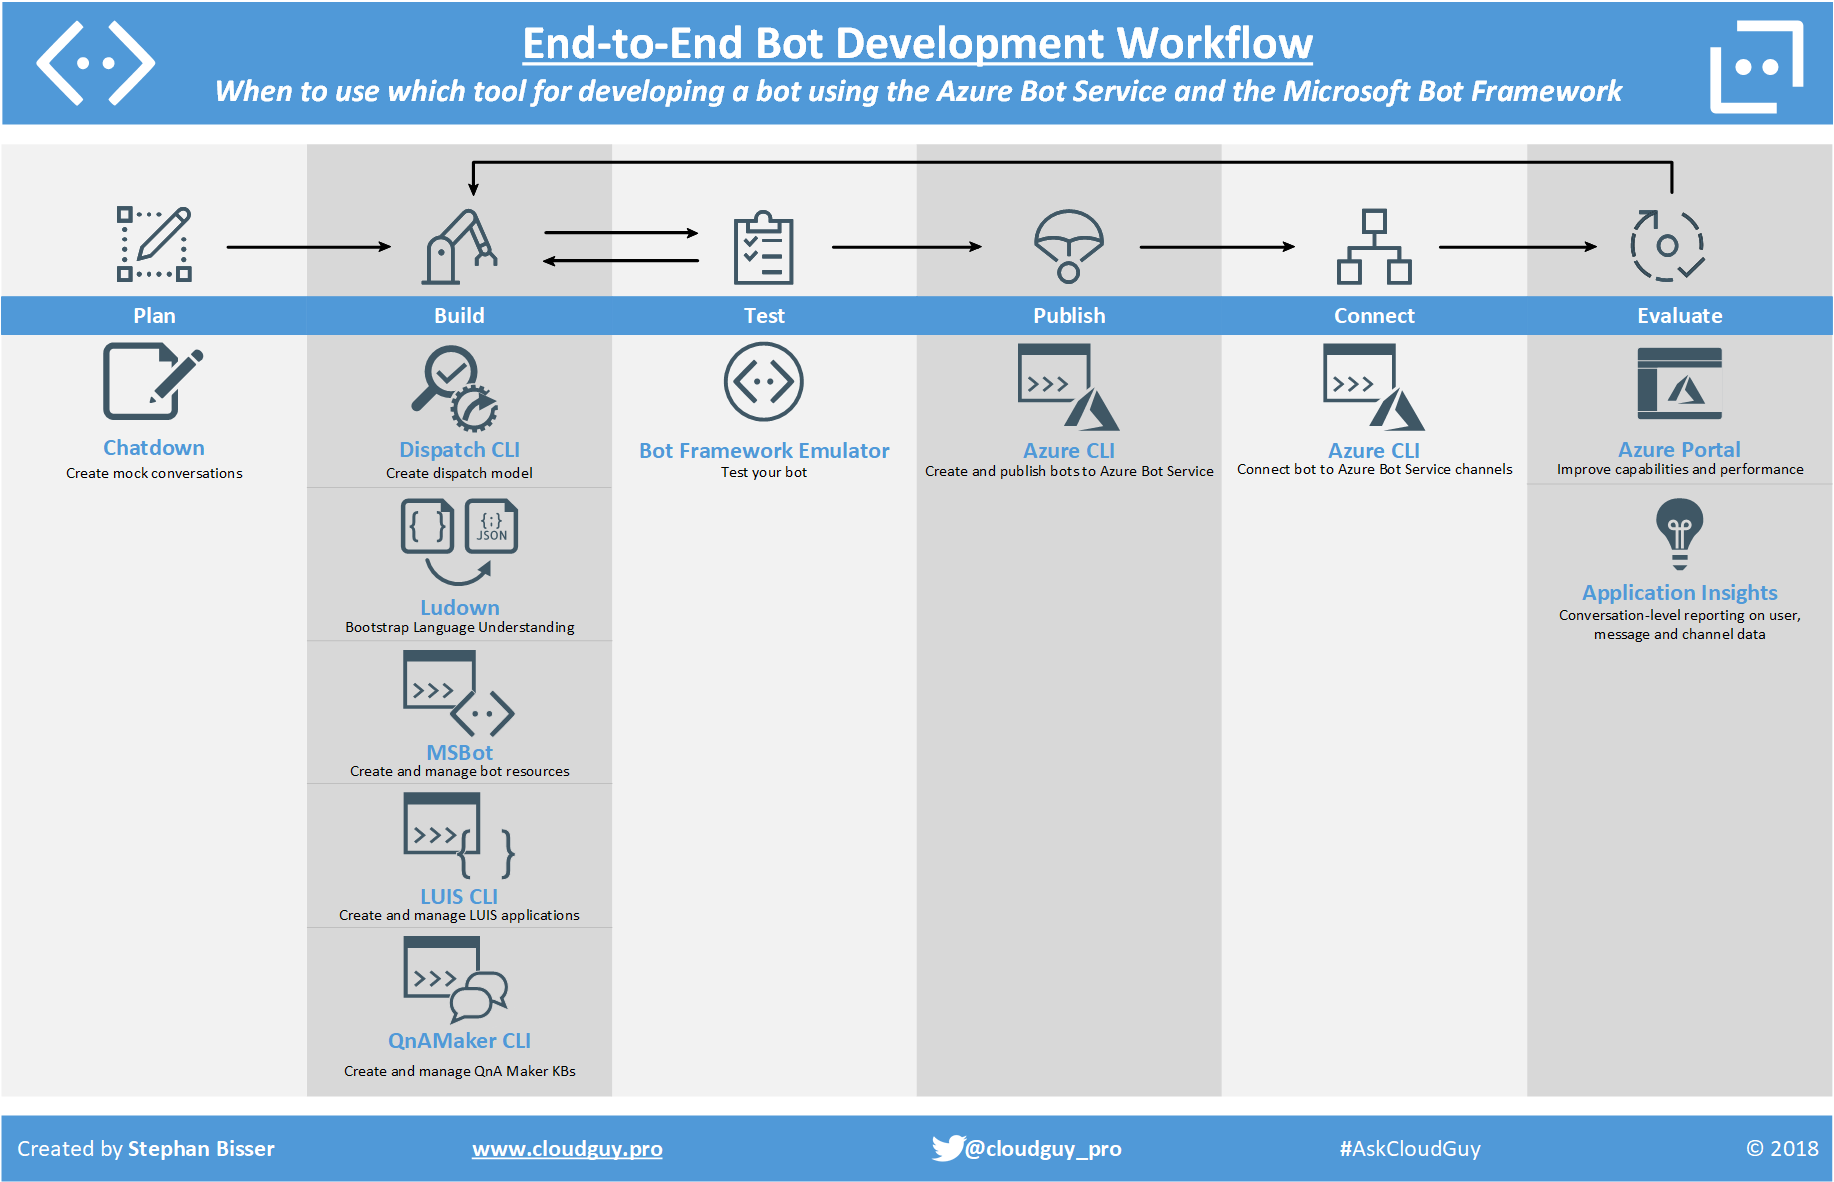 End-to-End Bot Development Workflow
When to use which tool for developing a bot using the Azure Bot Service and the Microsoft Bot Framework
Plan
Build
Test
Publish
Connect
Evaluate
Chatdown
Create mock conversations
Dispatch CLI
Create dispatch model
{ }
{;}
JSON
Ludown
Bootstrap Language Understanding
>>>
MSBot
Create and manage bot resources
>>>
{ }
LUIS CLI
Create and manage LUIS applications
>>>
QnAMaker CLI
Create and manage QnA Maker KBs
Bot Framework Emulator
Test your bot
>>>
Azure CLI
Create and publish bots to Azure Bot Service
>>>
Azure CLI
Connect bot to Azure Bot Service channels
Azure Portal
Improve capabilities and performance
Application Insights
Conversation-level reporting on user,
message and channel data
Created by Stephan Bisser
www.cloudguy.pro
@cloudguy_pro
#AskCloudGuy
© 2018